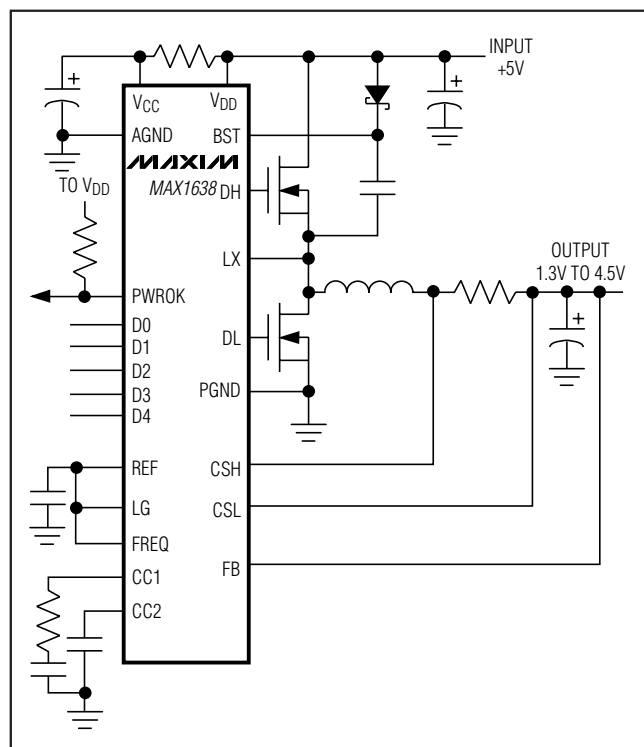 INPUT
+5V
+
+
VCC
VDD
AGND
BST
MAXIM
MAX1638
DH
TO VDD
LX
OUTPUT
1.3V TO 4.5V
PWROK
+
D0
D1
DL
D2
D3
PGND
D4
REF
CSH
LG
CSL
FREQ
FB
CC1
CC2